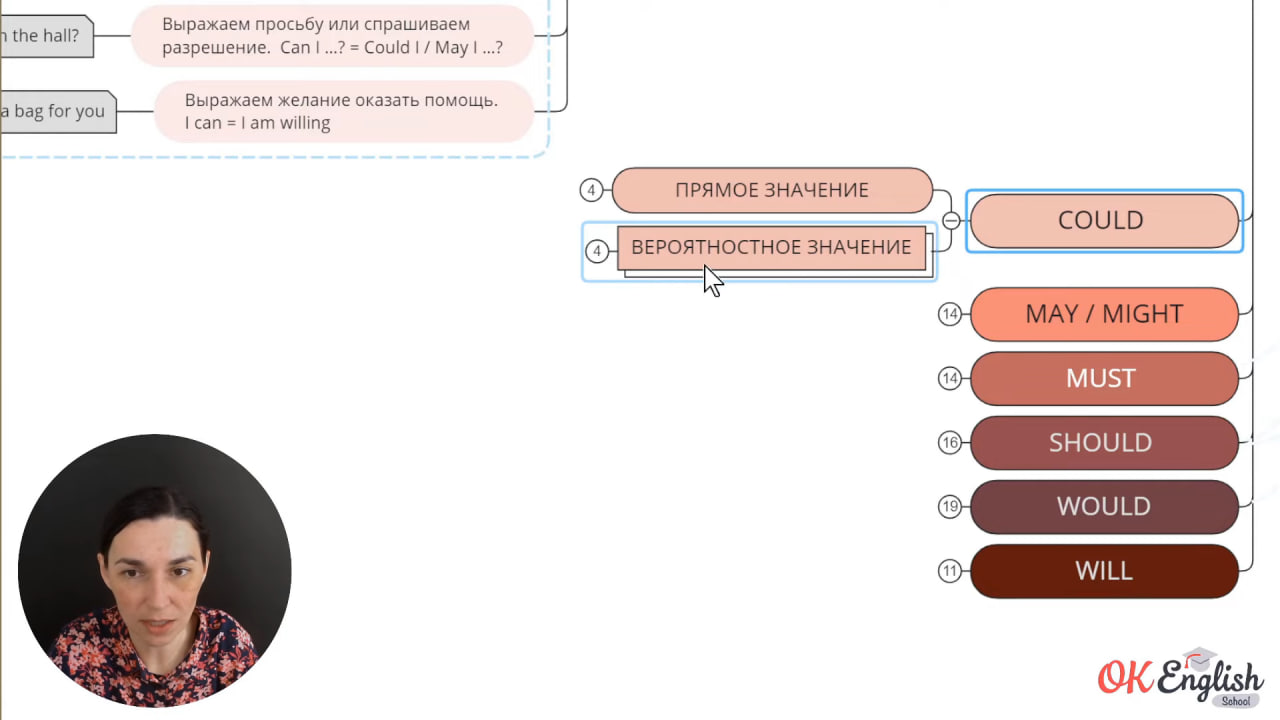 Выражаем просьбу или спрашиваем
разрешение. Can I ...? = Could I / May I ...?
n the hall?
Выражаем желание оказать помощь.
I can = I am willing
a bag for you
4
ПРЯМОЕ ЗНАЧЕНИЕ
COULD
4
ВЕРОЯТНОСТНОЕ ЗНАЧЕНИЕ
14
MAY / MIGHT
14
MUST
16
SHOULD
19
WOULD
11
WILL
OK English
School